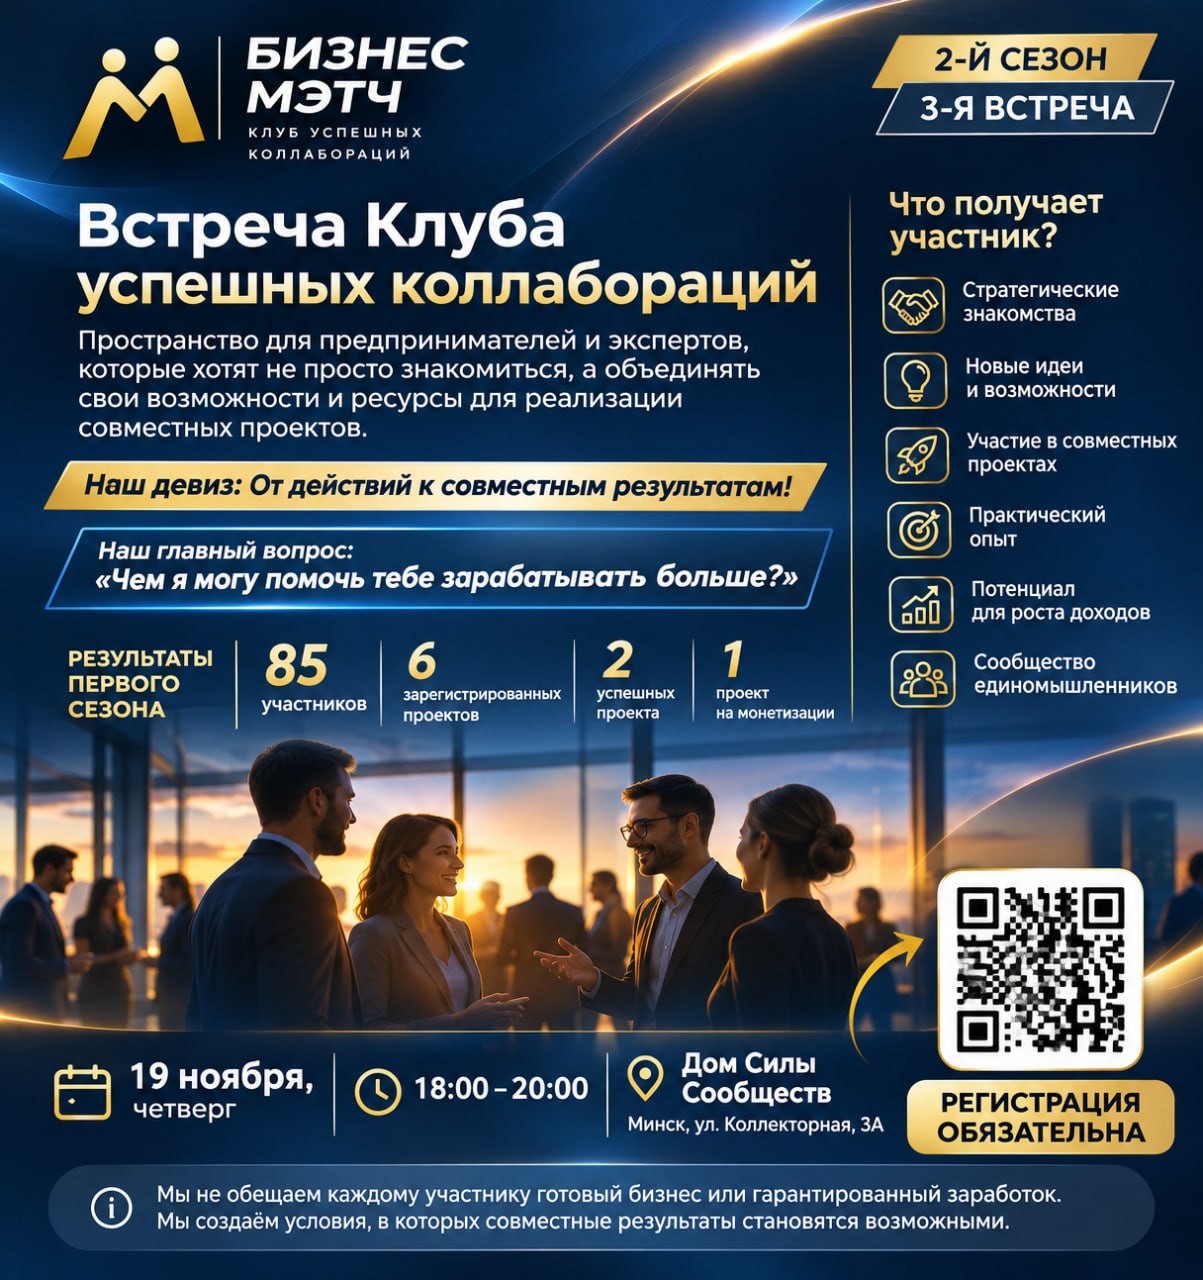 БИЗНЕС
МЭТЧ
КЛУБ УСПЕШНЫХ
КОЛЛАБОРАЦИЙ
2-Й СЕЗОН
3-Я ВСТРЕЧА
Встреча Клуба
успешных коллабораций
Пространство для предпринимателей и экспертов,
которые хотят не просто знакомиться, а объединять
свои возможности и ресурсы для реализации
совместных проектов.
Наш девиз: От действий к совместным результатам!
Наш главный вопрос:
«Чем я могу помочь тебе зарабатывать больше?»
РЕЗУЛЬТАТЫ
ПЕРВОГО
СЕЗОНА
85
участников
6
зарегистрированных
проектов
2
успешных
проекта
1
проект
на монетизации
Что получает
участник?
Стратегические
знакомства
Новые идеи
и возможности
Участие в совместных
проектах
Практический
опыт
Потенциал
для роста доходов
Сообщество
единомышленников
19 ноября,
четверг
18:00 – 20:00
Дом Силы
Сообществ
Минск, ул. Коллекторная, 3А
РЕГИСТРАЦИЯ
ОБЯЗАТЕЛЬНА
Мы не обещаем каждому участнику готовый бизнес или гарантированный заработок.
Мы создаём условия, в которых совместные результаты становятся возможными.